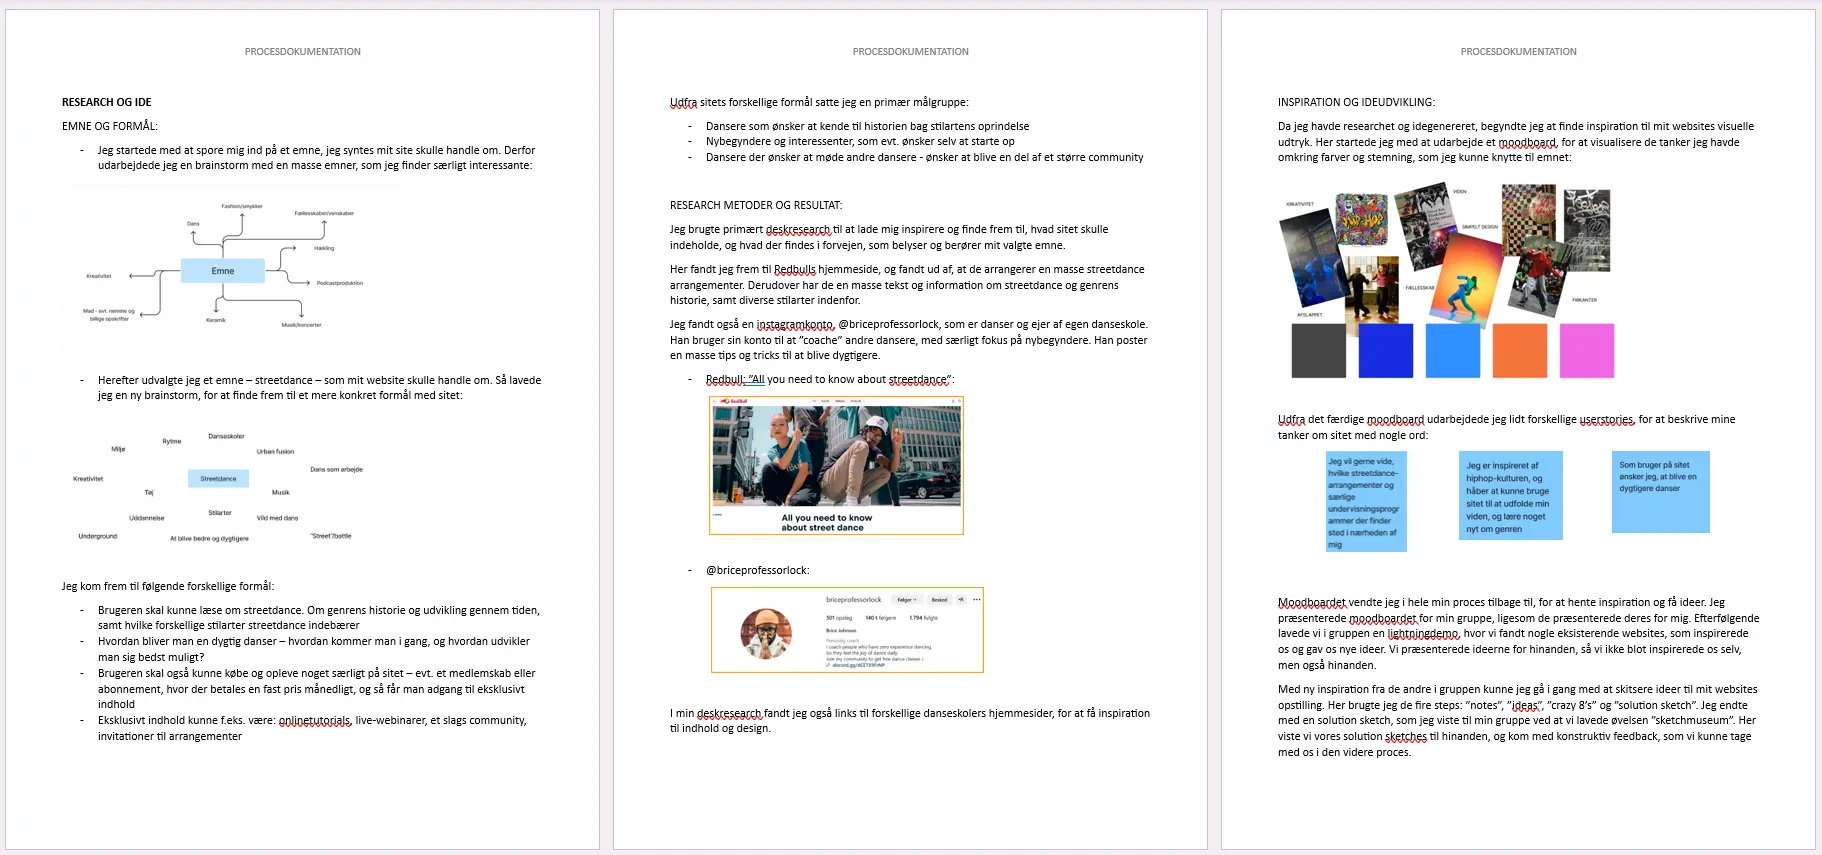 PROCESDOKUMENTATION
RESEARCH OG IDE
EMNE OG FORMÅL:
- Jeg startede med at spore mig ind på et emne, jeg syntes mit site skulle handle om. Derfor
udarbejdede jeg en brainstorm med en masse emner, som jeg finder særligt interessante:
Fashion/smykker
Dans
Fællesskaber/venskaber
Hækling
Emne
Kreativitet
Podcastproduktion
Mad - evt. nemme og
billige opskrifter
Keramik
Musik/koncerter
- Herefter udvalgte jeg et emne – streetdance – som mit website skulle handle om. Så lavede
jeg en ny brainstorm, for at finde frem til et mere konkret formål med sitet:
Danseskoler
Rytme
Miljø
Urban fusion
Dans som arbejde
Kreativitet
Streetdance
Tøj
Musik
Stilarter
Uddannelse
Vild med dans
Underground
At blive bedre og dygtigere
"Street"/battle
Jeg kom frem til følgende forskellige formål:
- Brugeren skal kunne læse om streetdance. Om genrens historie og udvikling gennem tiden,
samt hvilke forskellige stilarter streetdance indebærer
- Hvordan bliver man en dygtig danser – hvordan kommer man i gang, og hvordan udvikler
man sig bedst muligt?
- Brugeren skal også kunne købe og opleve noget særligt på sitet – evt. et medlemskab eller
abonnement, hvor der betales en fast pris månedligt, og så får man adgang til eksklusivt
indhold
- Eksklusivt indhold kunne f.eks. være: onlinetutorials, live-webinarer, et slags community,
invitationer til arrangementer
PROCESDOKUMENTATION
Udfra sitets forskellige formål satte jeg en primær målgruppe:
- Dansere som ønsker at kende til historien bag stilartens oprindelse
- Nybegyndere og interessenter, som evt. ønsker selv at starte op
- Dansere der ønsker at møde andre dansere - ønsker at blive en del af et større community
RESEARCH METODER OG RESULTAT:
Jeg brugte primært deskresearch til at lade mig inspirere og finde frem til, hvad sitet skulle
indeholde, og hvad der findes i forvejen, som belyser og berører mit valgte emne.
Her fandt jeg frem til Redbulls hjemmeside, og fandt ud af, at de arrangerer en masse streetdance
arrangementer. Derudover har de en masse tekst og information om streetdance og genrens
historie, samt diverse stilarter indenfor.
Jeg fandt også en instagramkonto, @briceprofessorlock, som er danser og ejer af egen danseskole.
Han bruger sin konto til at ”coache” andre dansere, med særligt fokus på nybegyndere. Han poster
en masse tips og tricks til at blive dygtigere.
- Redbull: ”All you need to know about streetdance”:
RedBull
All you need to know
about street dance
- @briceprofessorlock:
briceprofessorlock Følger Besked
501 opslag 140 t følgere 1.794 fulgte
Brice Johnson
I coach people who have zero experience dancing.
So they feel the joy of dance daily
Join my community to get free dance classes
I min deskresearch fandt jeg også links til forskellige danseskolers hjemmesider, for at få inspiration
til indhold og design.
PROCESDOKUMENTATION
INSPIRATION OG IDEUDVIKLING:
Da jeg havde researchet og idegenereret, begyndte jeg at finde inspiration til mit websites visuelle
udtryk. Her startede jeg med at udarbejde et moodboard, for at visualisere de tanker jeg havde
omkring farver og stemning, som jeg kunne knytte til emnet:
VIDEN
KREATIVITET
HIP-HOP
SIMPELT DESIGN
FÆLLESSKAB
FIRKANTER
AFSLAPPET
Udfra det færdige moodboard udarbejdede jeg lidt forskellige userstories, for at beskrive mine
tanker om sitet med nogle ord:
Jeg vil gerne vide,
hvilke streetdance-
arrangementer og
særlige
undervisningsprogr
ammer der finder
sted i nærheden af
mig
Jeg er inspireret af
hiphop-kulturen, og
håber at kunne bruge
sitet til at udfolde min
viden, og lære noget
nyt om genren
Som bruger på sitet
ønsker jeg, at blive en
dygtigere danser
Moodboardet vendte jeg i hele min proces tilbage til, for at hente inspiration og få ideer. Jeg
præsenterede moodboardet for min gruppe, ligesom de præsenterede deres for mig. Efterfølgende
lavede vi i gruppen en lightningdemo, hvor vi fandt nogle eksisterende websites, som inspirerede
os og gav os nye ideer. Vi præsenterede ideerne for hinanden, så vi ikke blot inspirerede os selv,
men også hinanden.
Med ny inspiration fra de andre i gruppen kunne jeg gå i gang med at skitsere ideer til mit websites
opstilling. Her brugte jeg de fire steps: ”notes”, ”ideas”, ”crazy 8’s” og ”solution sketch”. Jeg endte
med en solution sketch, som jeg viste til min gruppe ved at vi lavede øvelsen ”sketchmuseum”. Her
viste vi vores solution sketches til hinanden, og kom med konstruktiv feedback, som vi kunne tage
med os i den videre proces.